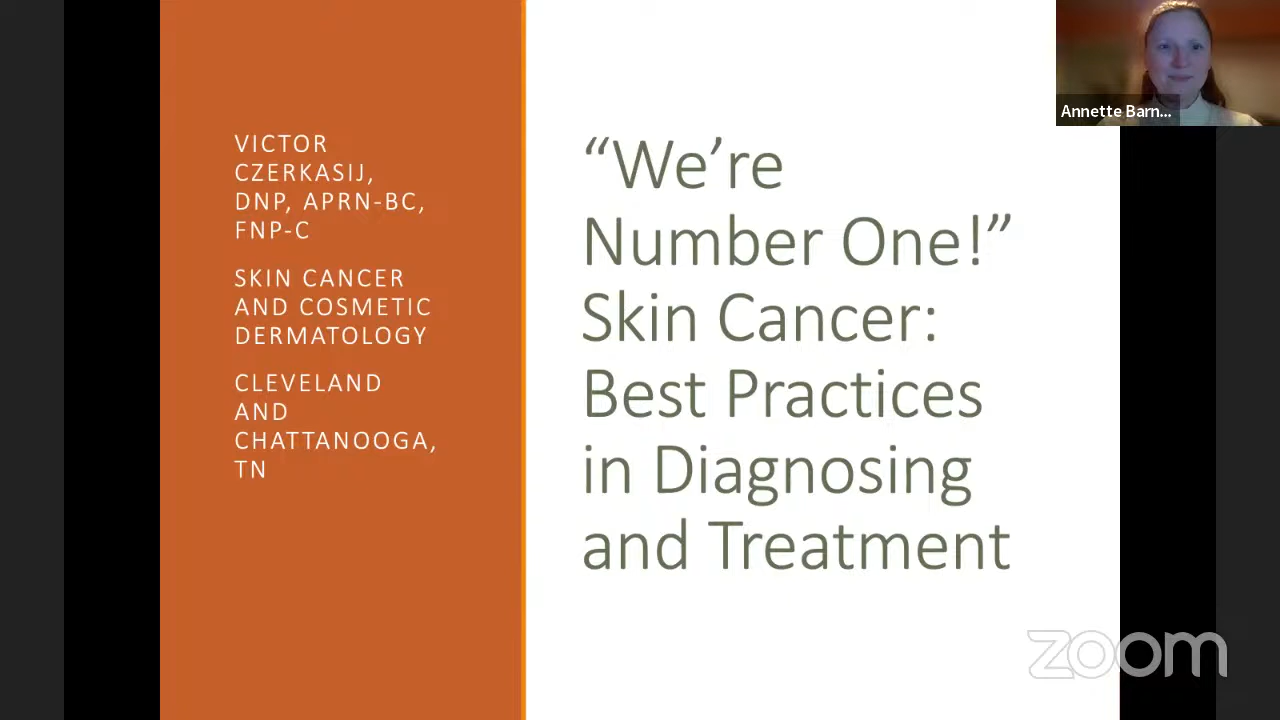 VICTOR
CZERKASIJ,
DNP, APRN-BC,
FNP-C
SKIN CANCER
AND COSMETIC
DERMATOLOGY
CLEVELAND
AND
CHATTANOOGA,
TN
“We’re
Number One!”
Skin Cancer:
Best Practices
in Diagnosing
and Treatment
Annette Barn...
zoom